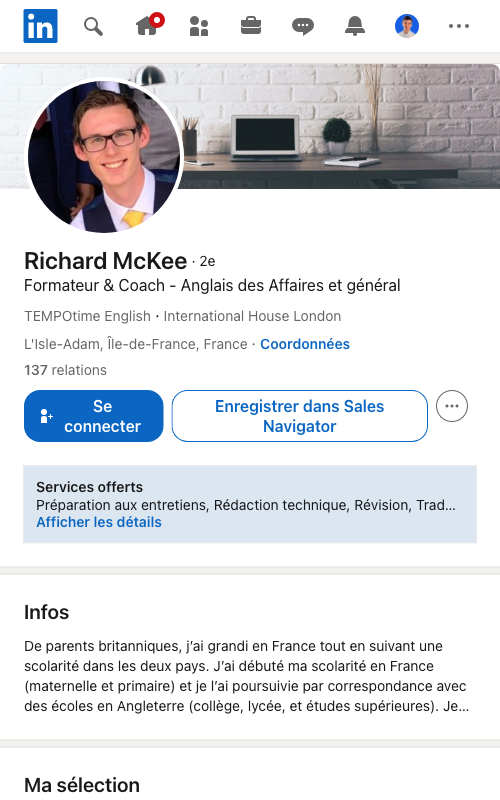 in
Richard McKee · 2e
Formateur & Coach - Anglais des Affaires et général
TEMPOtime English • International House London
L'Isle-Adam, Île-de-France, France · Coordonnées
137 relations
Se connecter
Enregistrer dans Sales
Navigator
Services offerts
Préparation aux entretiens, Rédaction technique, Révision, Trad...
Afficher les détails
Infos
De parents britanniques, j’ai grandi en France tout en suivant une
scolarité dans les deux pays. J’ai débuté ma scolarité en France
(maternelle et primaire) et je l’ai poursuivie par correspondance avec
des écoles en Angleterre (collège, lycée, et études supérieures). Je...
Ma sélection